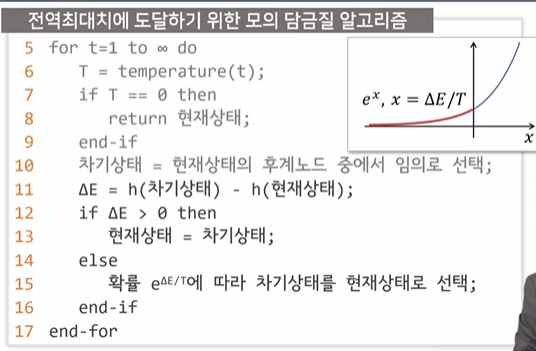 전역최대치에 도달하기 위한 모의 담금질 알고리즘
5 for t=1 to ∞ do
6 T = temperature(t);
7 if T == 0 then
8 return 현재상태;
9 end-if
10 차기상태 = 현재상태의 후계노드 중에서 임의로 선택;
11 ΔE = h(차기상태) - h(현재상태);
12 if ΔE > 0 then
13 현재상태 = 차기상태;
14 else
15 확률 e^ΔE/T에 따라 차기상태를 현재상태로 선택;
16 end-if
17 end-for
e^x, x = ΔE/T
x